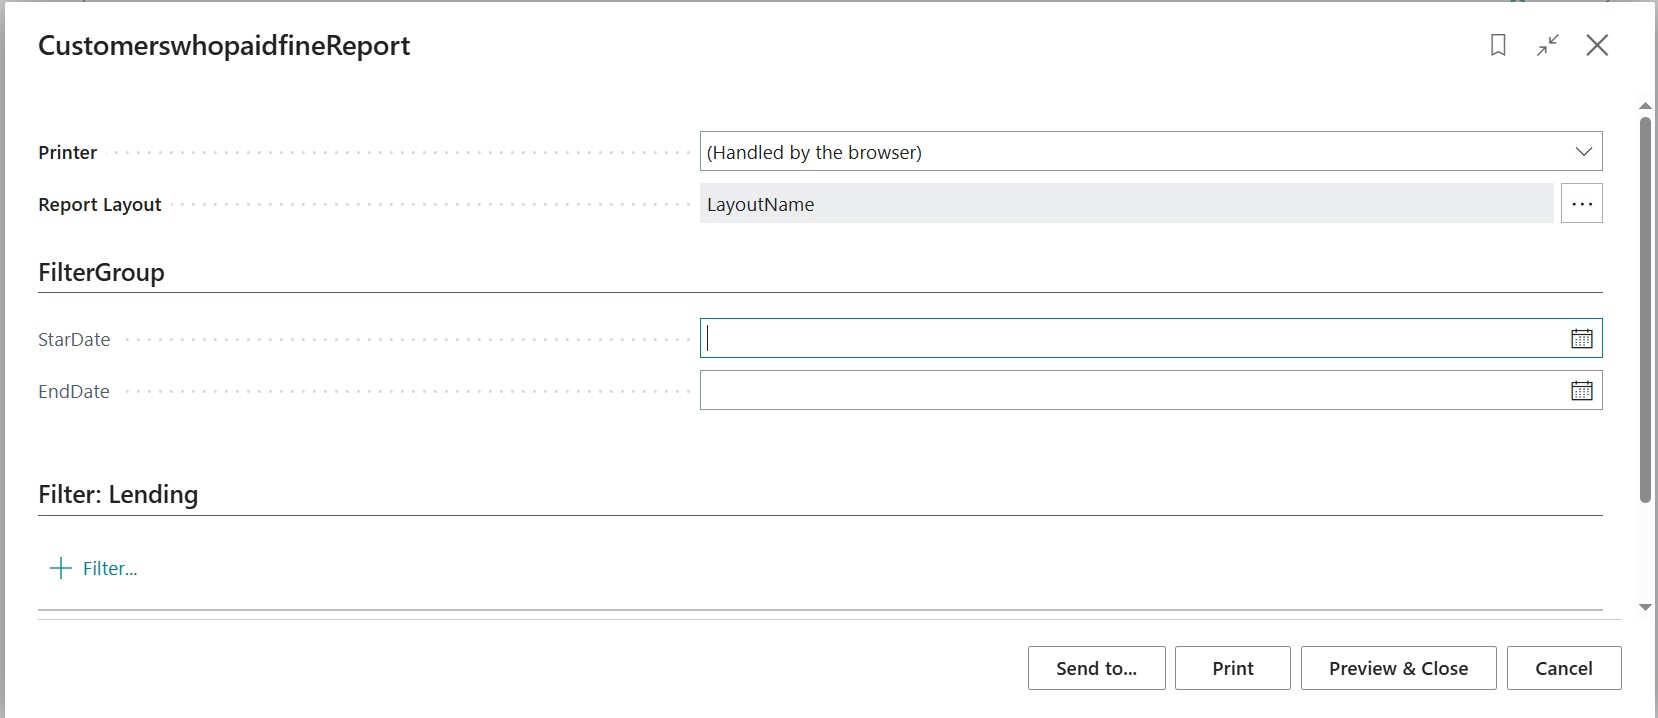 CustomerswhopaidfineReport
Printer (Handled by the browser)
Report Layout LayoutName
FilterGroup
StarDate
EndDate
Filter: Lending
Filter...
Send to... Print Preview & Close Cancel